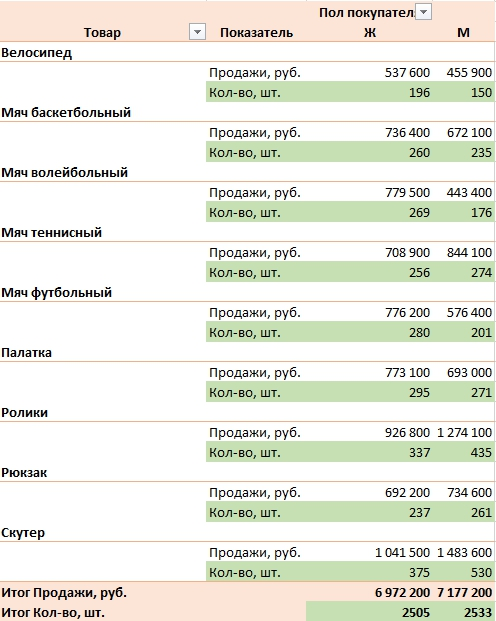 Пол покупател
Товар Показатель Ж М
Велосипед
Продажи, руб. 537 600 455 900
Кол-во, шт. 196 150
Мяч баскетбольный
Продажи, руб. 736 400 672 100
Кол-во, шт. 260 235
Мяч волейбольный
Продажи, руб. 779 500 443 400
Кол-во, шт. 269 176
Мяч теннисный
Продажи, руб. 708 900 844 100
Кол-во, шт. 256 274
Мяч футбольный
Продажи, руб. 776 200 576 400
Кол-во, шт. 280 201
Палатка
Продажи, руб. 773 100 693 000
Кол-во, шт. 295 271
Ролики
Продажи, руб. 926 800 1 274 100
Кол-во, шт. 337 435
Рюкзак
Продажи, руб. 692 200 734 600
Кол-во, шт. 237 261
Скутер
Продажи, руб. 1 041 500 1 483 600
Кол-во, шт. 375 530
Итог Продажи, руб. 6 972 200 7 177 200
Итог Кол-во, шт. 2505 2533